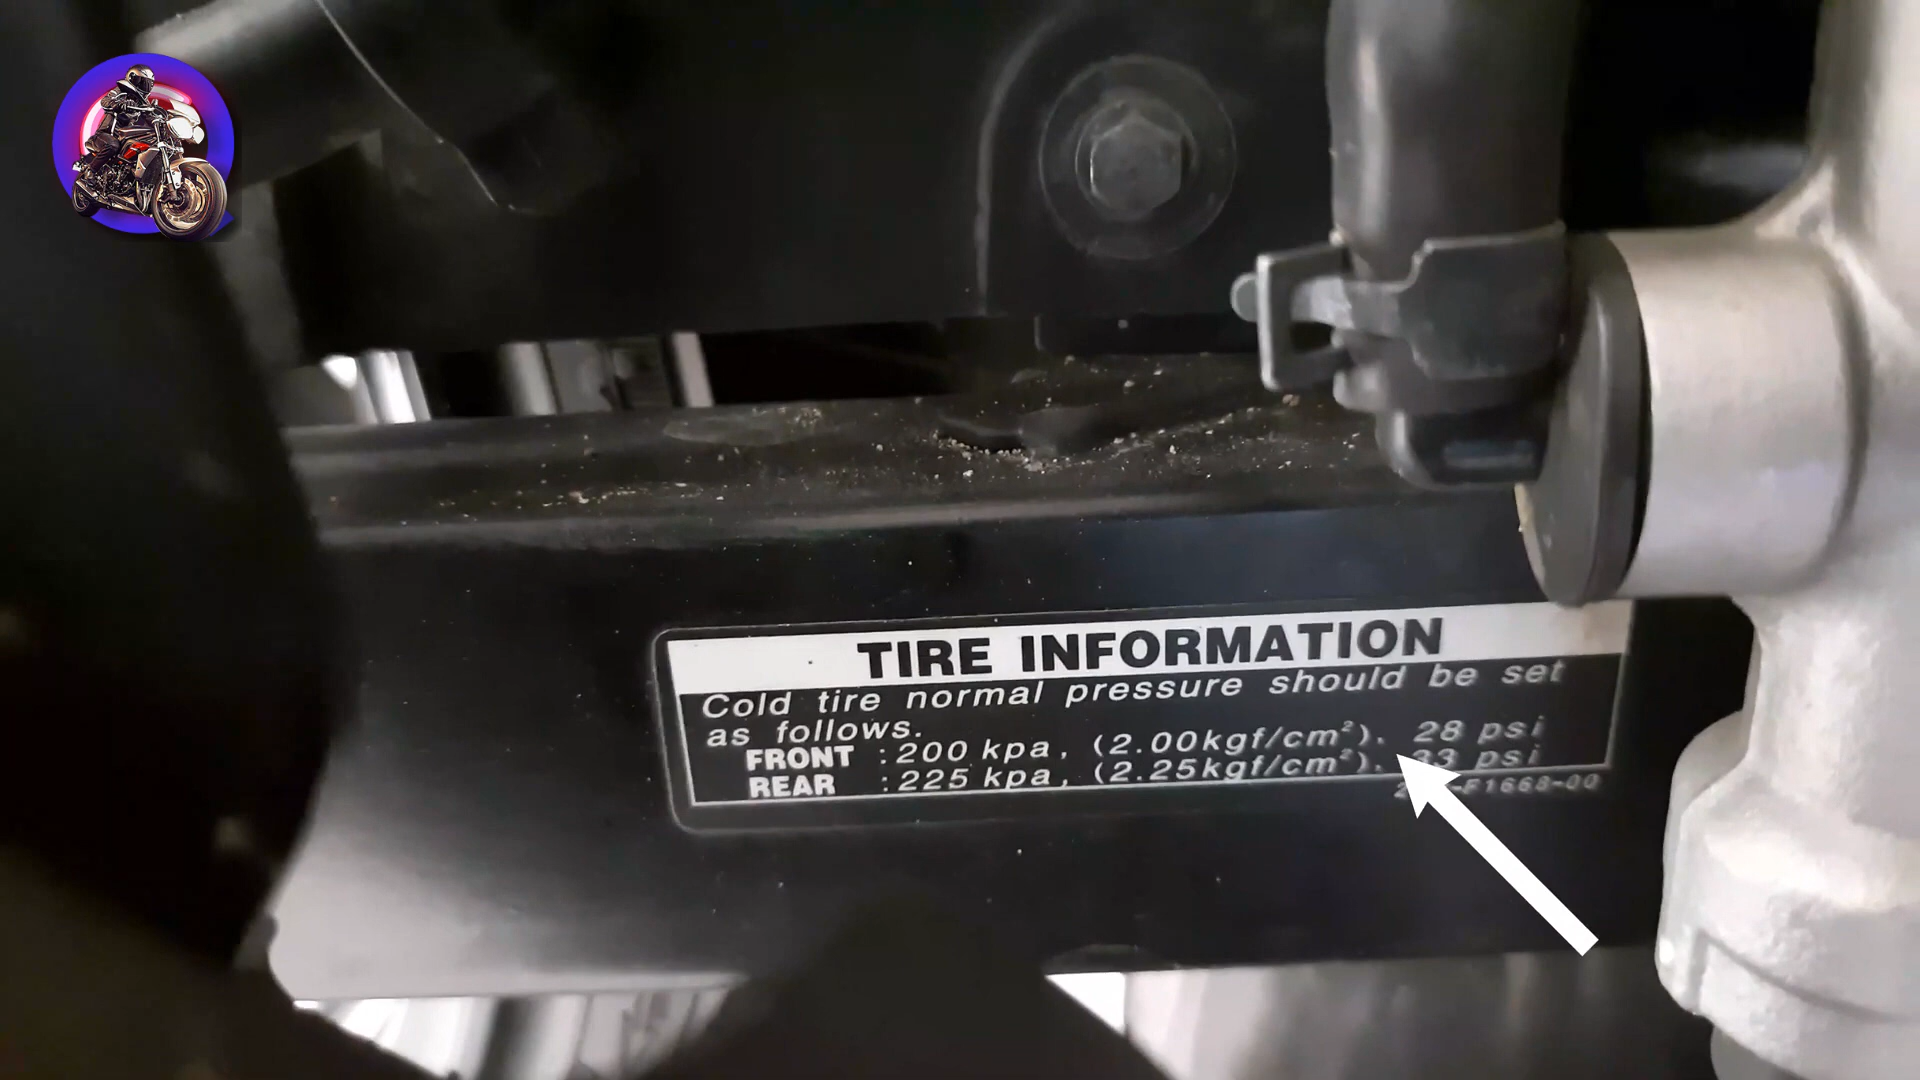 TIRE INFORMATION
Cold tire normal pressure should be set
as follows.
FRONT : 200 kpa, (2.00kgf/cm²). 28 psi
REAR : 225 kpa, (2.25kgf/cm²). 33 psi
-F1668-00